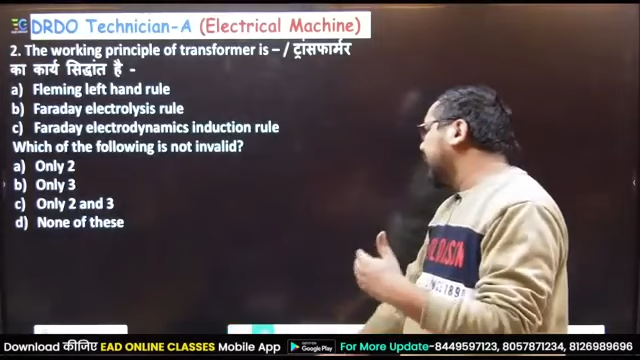 EG DRDO Technician-A (Electrical Machine)
2. The working principle of transformer is – / ट्रांसफार्मर
का कार्य सिद्धांत है -
a) Fleming left hand rule
b) Faraday electrolysis rule
c) Faraday electrodynamics induction rule
Which of the following is not invalid?
a) Only 2
b) Only 3
c) Only 2 and 3
d) None of these
Download कीजिए EAD ONLINE CLASSES Mobile App Google Play For More Update-8449597123, 8057871234, 8126989696